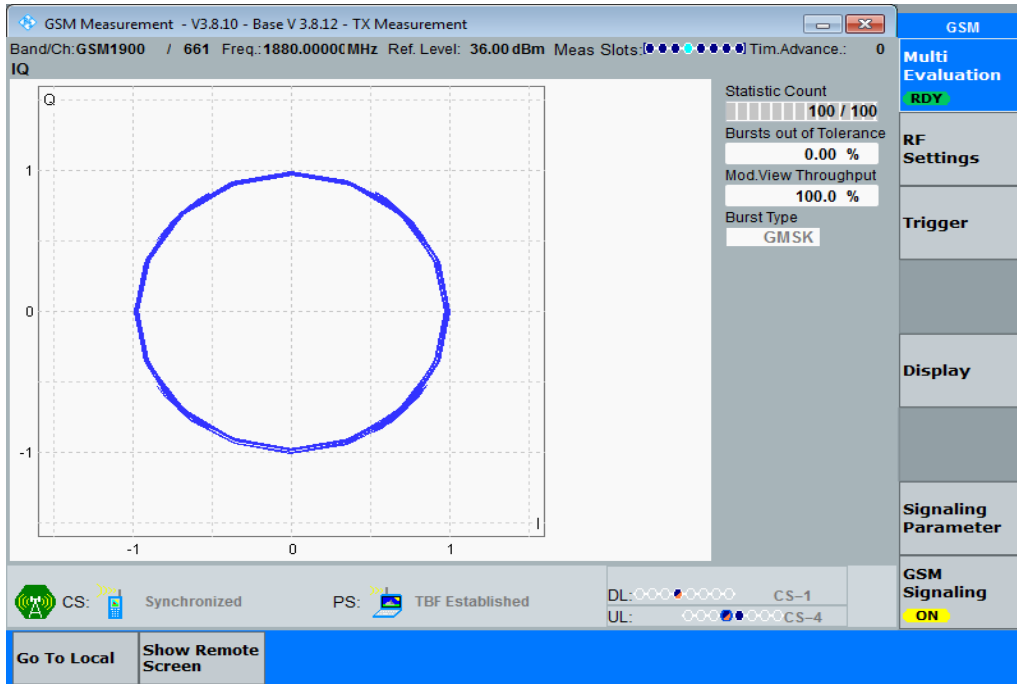 GSM Measurement - V3.8.10 - Base V 3.8.12 - TX Measurement
GSM
Band/Ch:GSM1900 / 661 Freq.:1880.00000MHz Ref. Level: 36.00 dBm Meas Slots: Tim.Advance.: 0
IQ
Multi
Evaluation
RDY
Q
1
0
-1
I
-1 0 1
Statistic Count
100 / 100
Bursts out of Tolerance
0.00 %
Mod.View Throughput
100.0 %
Burst Type
GMSK
RF
Settings
Trigger
Display
Signaling
Parameter
GSM
Signaling
ON
CS: Synchronized PS: TBF Established
DL: CS-1
UL: CS-4
Go To Local
Show Remote
Screen